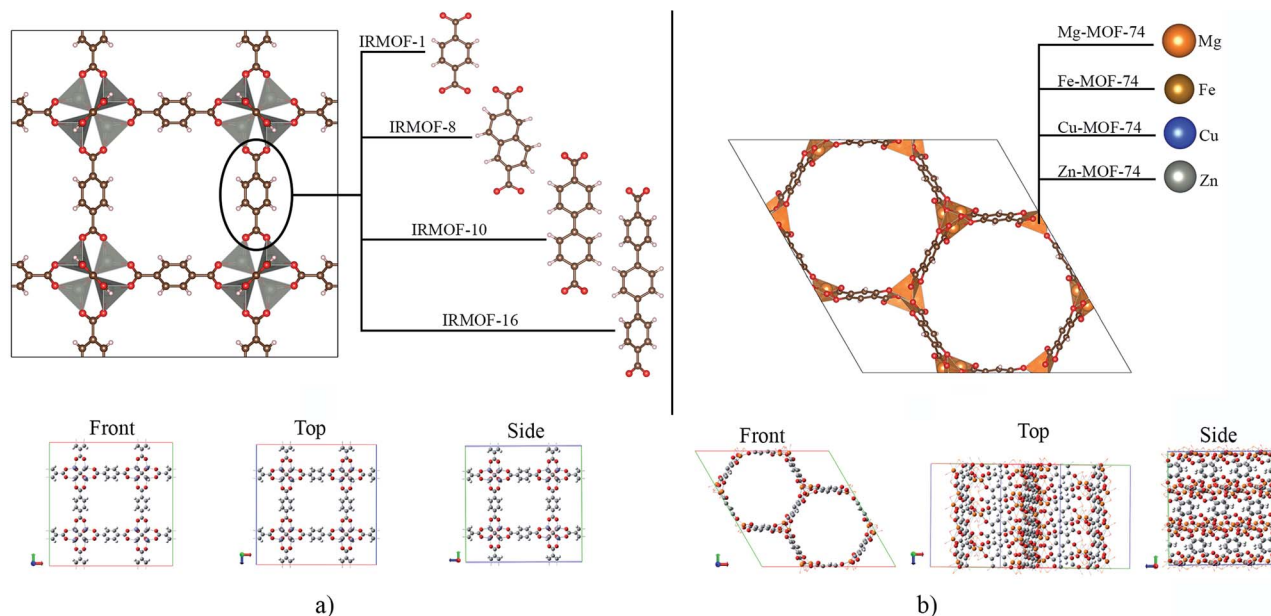 IRMOF-1
IRMOF-8
IRMOF-10
IRMOF-16
Front
Top
Side
a)
Mg-MOF-74
Mg
Fe-MOF-74
Fe
Cu-MOF-74
Cu
Zn-MOF-74
Zn
Front
Top
Side
b)